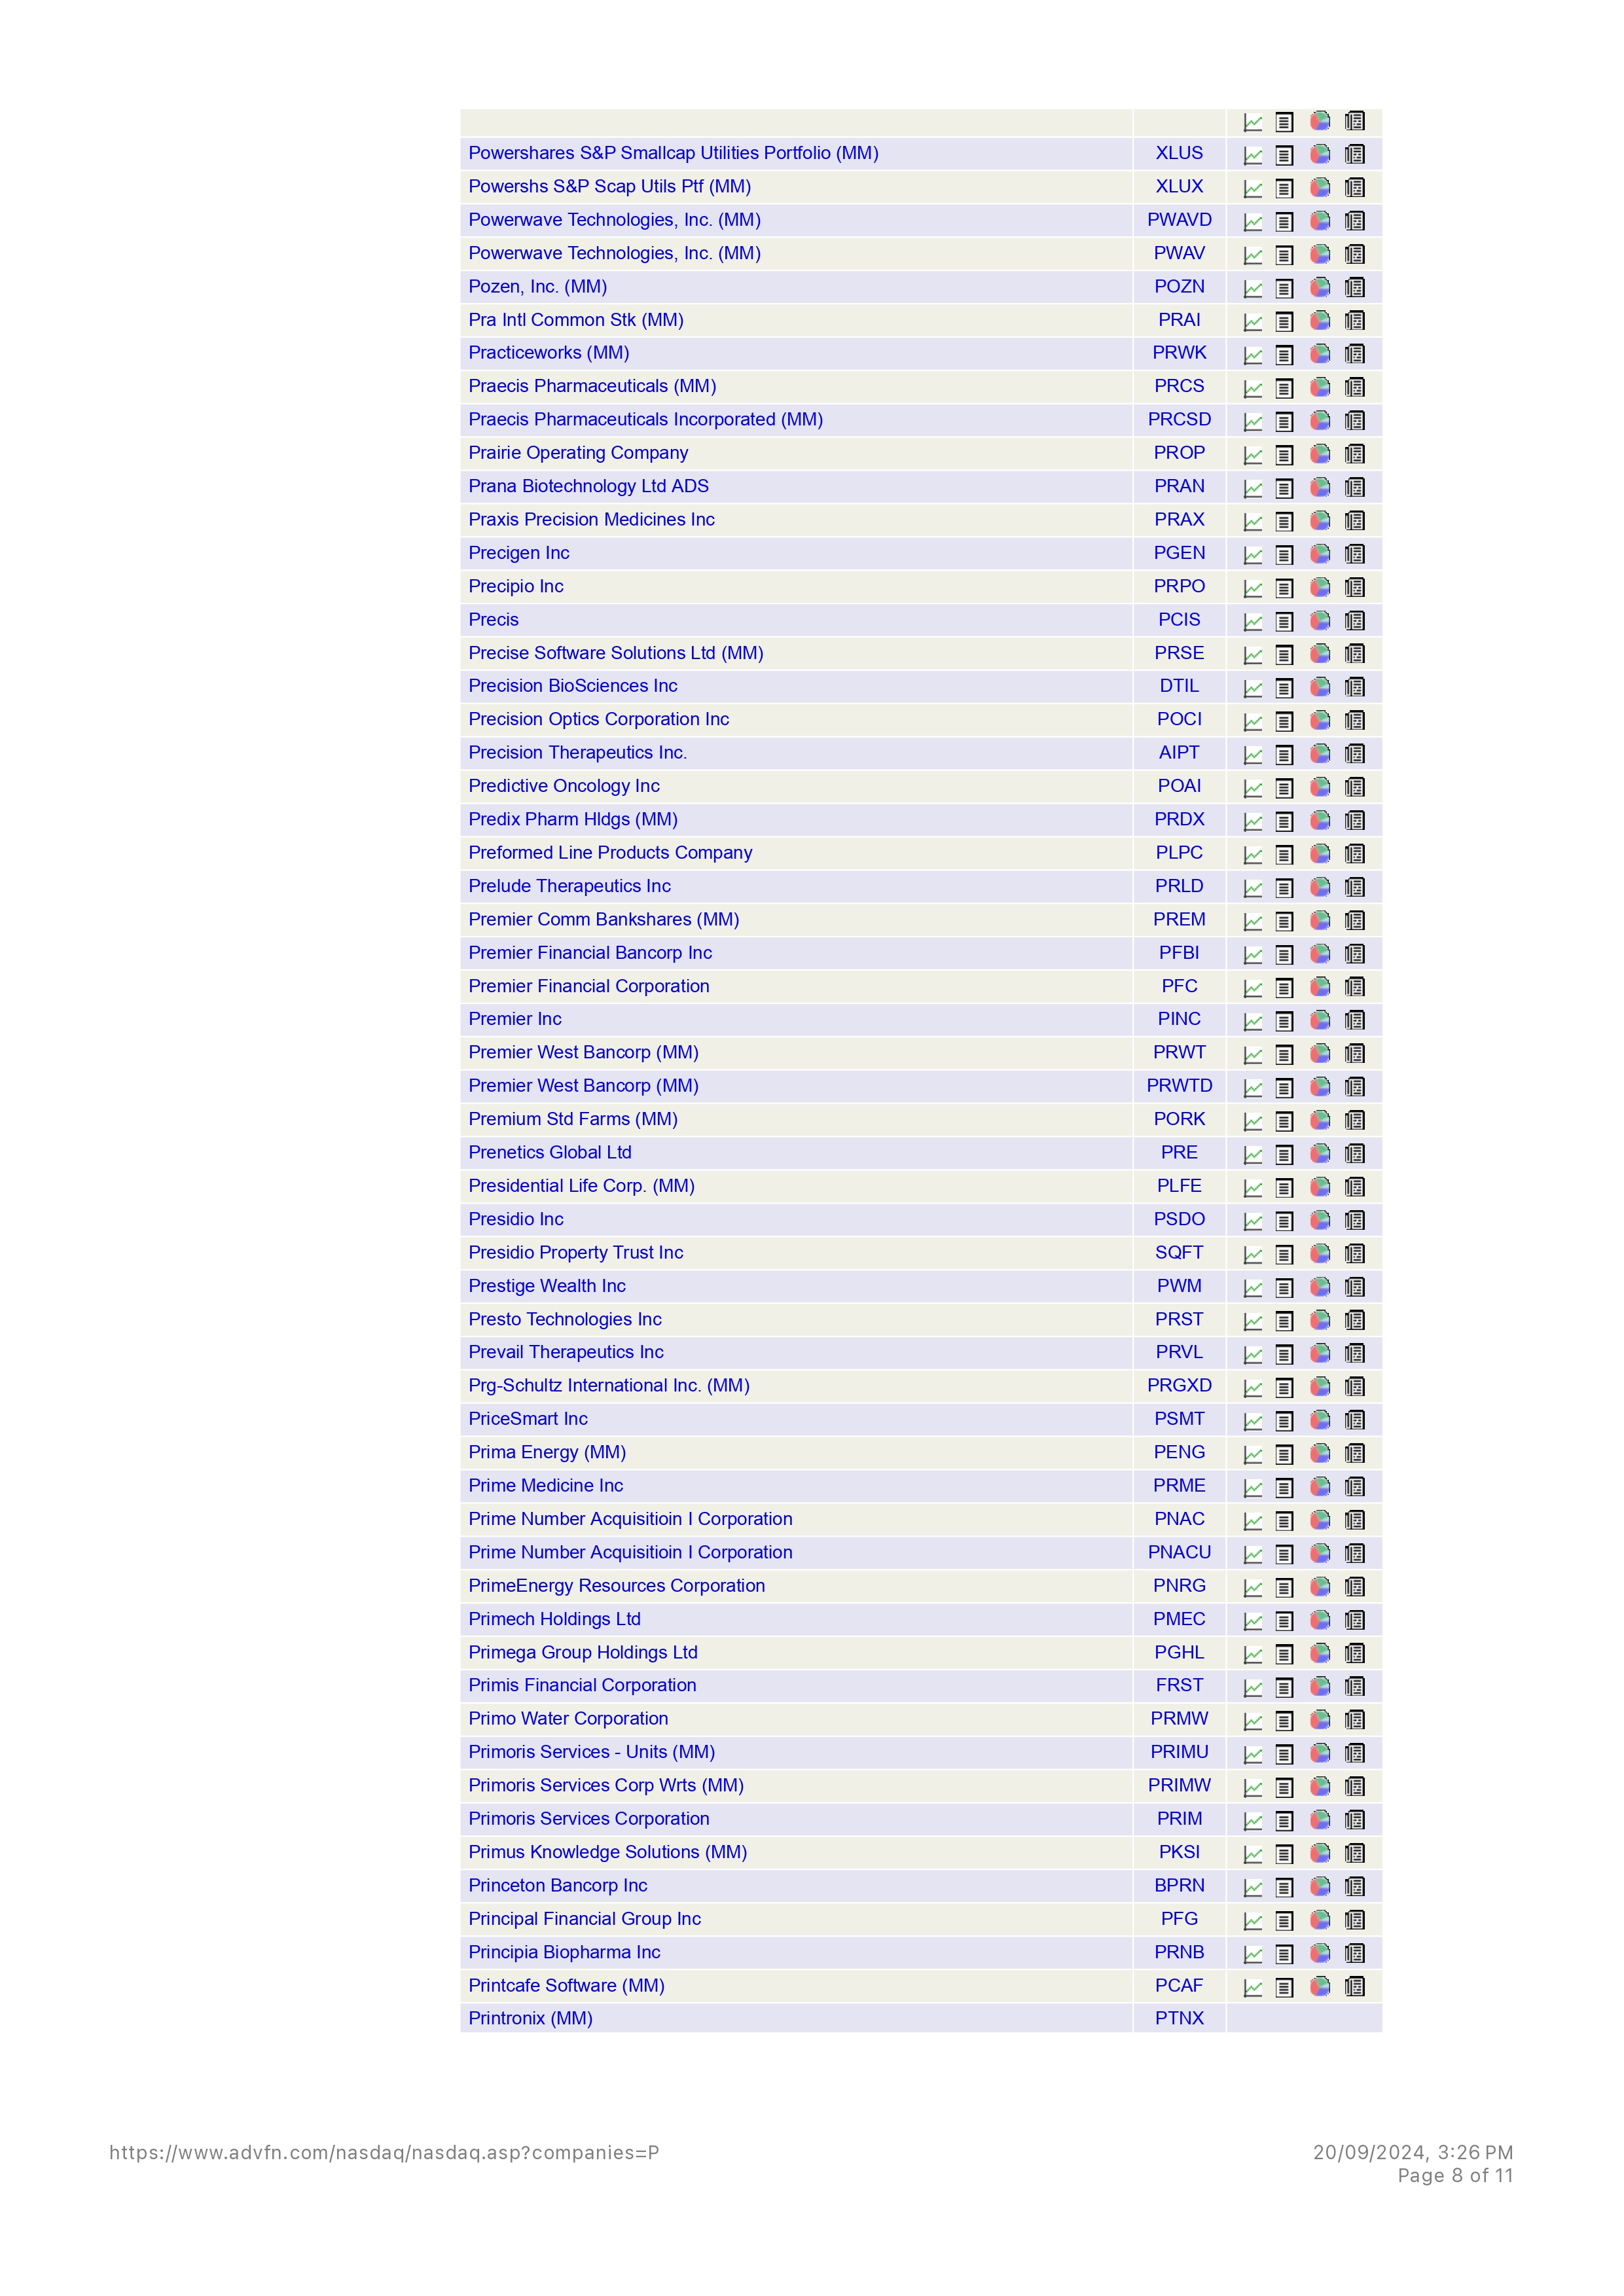 Powershares S&P Smallcap Utilities Portfolio (MM) XLUS
Powershs S&P Scap Utils Ptf (MM) XLUX
Powerwave Technologies, Inc. (MM) PWAVD
Powerwave Technologies, Inc. (MM) PWAV
Pozen, Inc. (MM) POZN
Pra Intl Common Stk (MM) PRAI
Practiceworks (MM) PRWK
Praecis Pharmaceuticals (MM) PRCS
Praecis Pharmaceuticals Incorporated (MM) PRCSD
Prairie Operating Company PROP
Prana Biotechnology Ltd ADS PRAN
Praxis Precision Medicines Inc PRAX
Precigen Inc PGEN
Precipio Inc PRPO
Precis PCIS
Precise Software Solutions Ltd (MM) PRSE
Precision BioSciences Inc DTIL
Precision Optics Corporation Inc POCI
Precision Therapeutics Inc. AIPT
Predictive Oncology Inc POAI
Predix Pharm Hldgs (MM) PRDX
Preformed Line Products Company PLPC
Prelude Therapeutics Inc PRLD
Premier Comm Bankshares (MM) PREM
Premier Financial Bancorp Inc PFBI
Premier Financial Corporation PFC
Premier Inc PINC
Premier West Bancorp (MM) PRWT
Premier West Bancorp (MM) PRWTD
Premium Std Farms (MM) PORK
Prenetics Global Ltd PRE
Presidential Life Corp. (MM) PLFE
Presidio Inc PSDO
Presidio Property Trust Inc SQFT
Prestige Wealth Inc PWM
Presto Technologies Inc PRST
Prevail Therapeutics Inc PRVL
Prg-Schultz International Inc. (MM) PRGXD
PriceSmart Inc PSMT
Prima Energy (MM) PENG
Prime Medicine Inc PRME
Prime Number Acquisitioin I Corporation PNAC
Prime Number Acquisitioin I Corporation PNACU
PrimeEnergy Resources Corporation PNRG
Primech Holdings Ltd PMEC
Primega Group Holdings Ltd PGHL
Primis Financial Corporation FRST
Primo Water Corporation PRMW
Primoris Services - Units (MM) PRIMU
Primoris Services Corp Wrts (MM) PRIMW
Primoris Services Corporation PRIM
Primus Knowledge Solutions (MM) PKSI
Princeton Bancorp Inc BPRN
Principal Financial Group Inc PFG
Principia Biopharma Inc PRNB
Printcafe Software (MM) PCAF
Printronix (MM) PTNX
https://www.advfn.com/nasdaq/nasdaq.asp?companies=P 20/09/2024, 3:26 PM
Page 8 of 11